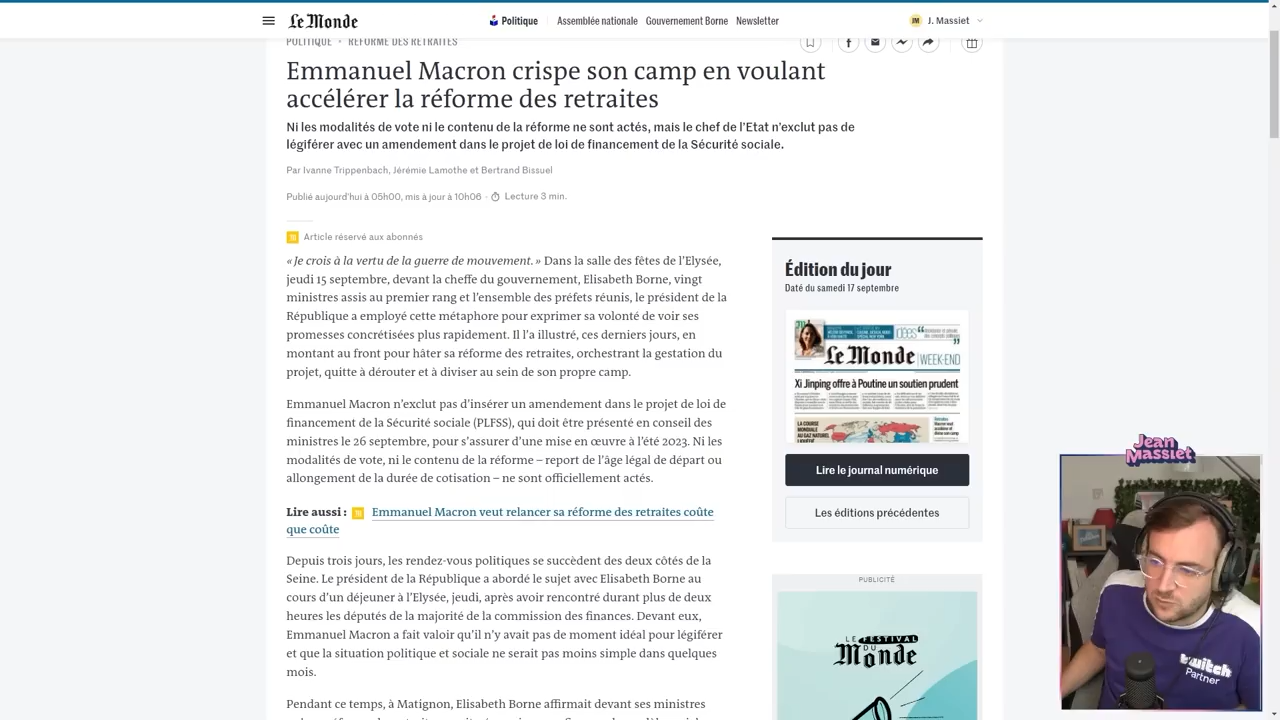 Le Monde
Politique
Assemblée nationale
Gouvernement Borne
Newsletter
JM
J. Massiet
POLITIQUE • RÉFORME DES RETRAITES
Emmanuel Macron crispe son camp en voulant
accélérer la réforme des retraites
Ni les modalités de vote ni le contenu de la réforme ne sont actés, mais le chef de l’Etat n’exclut pas de
légiférer avec un amendement dans le projet de loi de financement de la Sécurité sociale.
Par Ivanne Trippenbach, Jérémie Lamothe et Bertrand Bissuel
Publié aujourd’hui à 05h00, mis à jour à 10h06 · Lecture 3 min.
Article réservé aux abonnés
« Je crois à la vertu de la guerre de mouvement. » Dans la salle des fêtes de l’Elysée,
jeudi 15 septembre, devant la cheffe du gouvernement, Elisabeth Borne, vingt
ministres assis au premier rang et l’ensemble des préfets réunis, le président de la
République a employé cette métaphore pour exprimer sa volonté de voir ses
promesses concrétisées plus rapidement. Il l’a illustré, ces derniers jours, en
montant au front pour hâter sa réforme des retraites, orchestrant la gestation du
projet, quitte à dérouter et à diviser au sein de son propre camp.
Emmanuel Macron n’exclut pas d’insérer un amendement dans le projet de loi de
financement de la Sécurité sociale (PLFSS), qui doit être présenté en conseil des
ministres le 26 septembre, pour s’assurer d’une mise en œuvre à l’été 2023. Ni les
modalités de vote, ni le contenu de la réforme – report de l’âge légal de départ ou
allongement de la durée de cotisation – ne sont officiellement actés.
Lire aussi : Emmanuel Macron veut relancer sa réforme des retraites coûte
que coûte
Depuis trois jours, les rendez-vous politiques se succèdent des deux côtés de la
Seine. Le président de la République a abordé le sujet avec Elisabeth Borne au
cours d’un déjeuner à l’Elysée, jeudi, après avoir rencontré durant plus de deux
heures les députés de la majorité de la commission des finances. Devant eux,
Emmanuel Macron a fait valoir qu’il n’y avait pas de moment idéal pour légiférer
et que la situation politique et sociale ne serait pas moins simple dans quelques
mois.
Pendant ce temps, à Matignon, Elisabeth Borne affirmait devant ses ministres
Édition du jour
Daté du samedi 17 septembre
idées
Le Monde WEEK-END
Xi Jinping offre à Poutine un soutien prudent
LA COURSE
MONDIALE
AU GAZ NATUREL
Lire le journal numérique
Les éditions précédentes
PUBLICITÉ
LE FESTIVAL
DU
Monde
Jean
Massiet
twitch
Partner